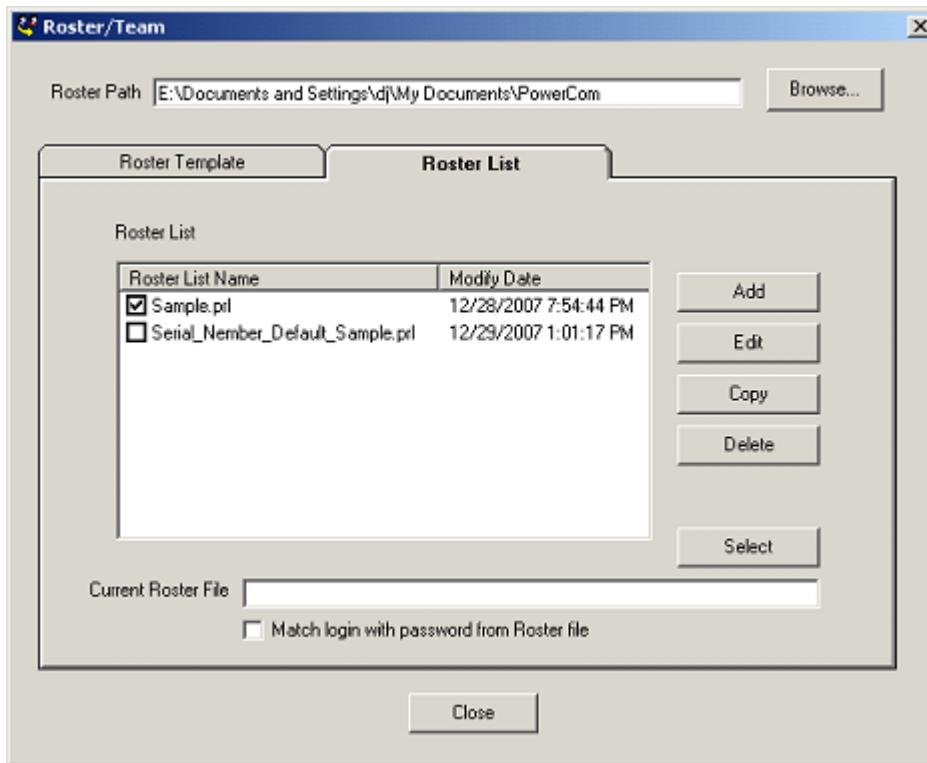 Roster/Team
Roster Path E:\Documents and Settings\dj\My Documents\PowerCom Browse...
Roster Template Roster List
Roster List
Roster List Name Modify Date
Sample.prl 12/28/2007 7:54:44 PM
Serial_Nember_Default_Sample.prl 12/29/2007 1:01:17 PM
Add
Edit
Copy
Delete
Select
Current Roster File
Match login with password from Roster file
Close